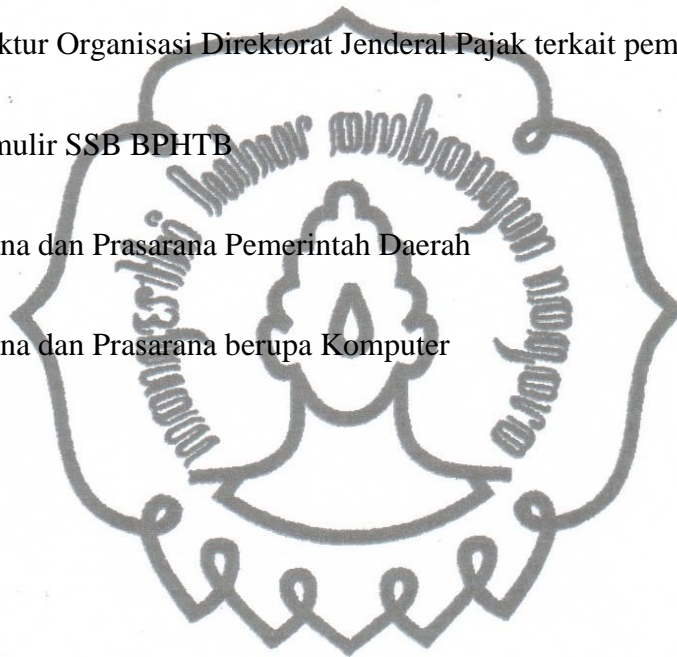 ktur Organisasi Direktorat Jenderal Pajak terkait pem
mulir SSB BPHTB
na dan Prasarana Pemerintah Daerah
na dan Prasarana berupa Komputer